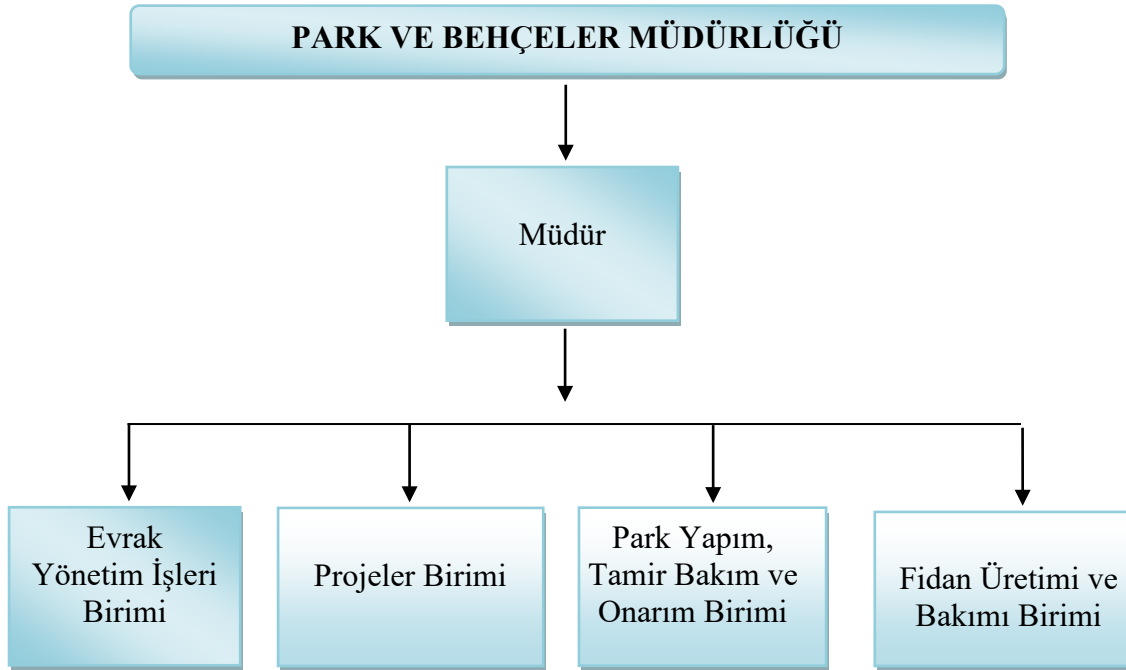 PARK VE BEHÇELER MÜDÜRLÜĞÜ
Müdür
Evrak
Yönetim İşleri
Birimi
Projeler Birimi
Park Yapım,
Tamir Bakım ve
Onarım Birimi
Fidan Üretimi ve
Bakımı Birimi